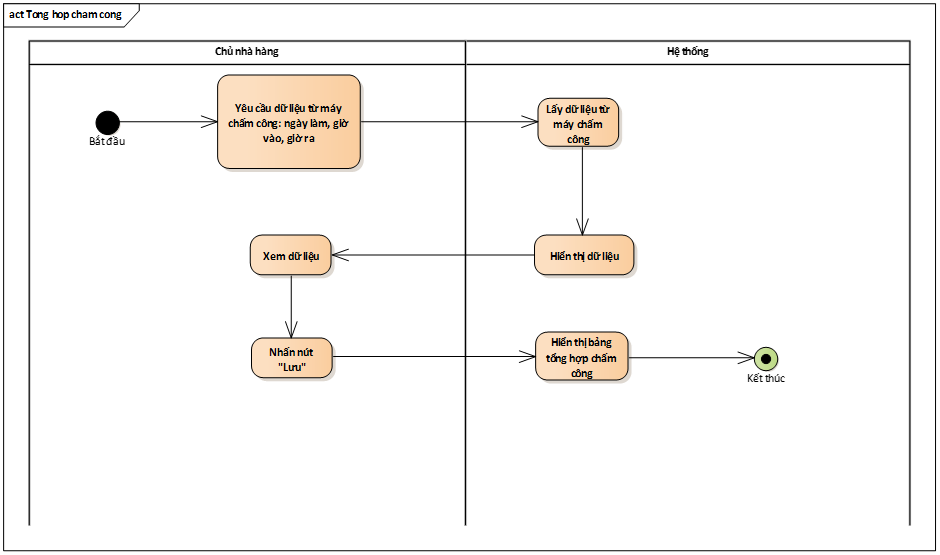 act Tong hop cham cong
Chủ nhà hàng
Hệ thống
Yêu cầu dữ liệu từ máy
chấm công: ngày làm, giờ
vào, giờ ra
Lấy dữ liệu từ
máy chấm
công
Bắt đầu
Xem dữ liệu
Hiển thị dữ liệu
Nhấn nút
"Lưu"
Hiển thị bảng
tổng hợp chấm
công
Kết thúc